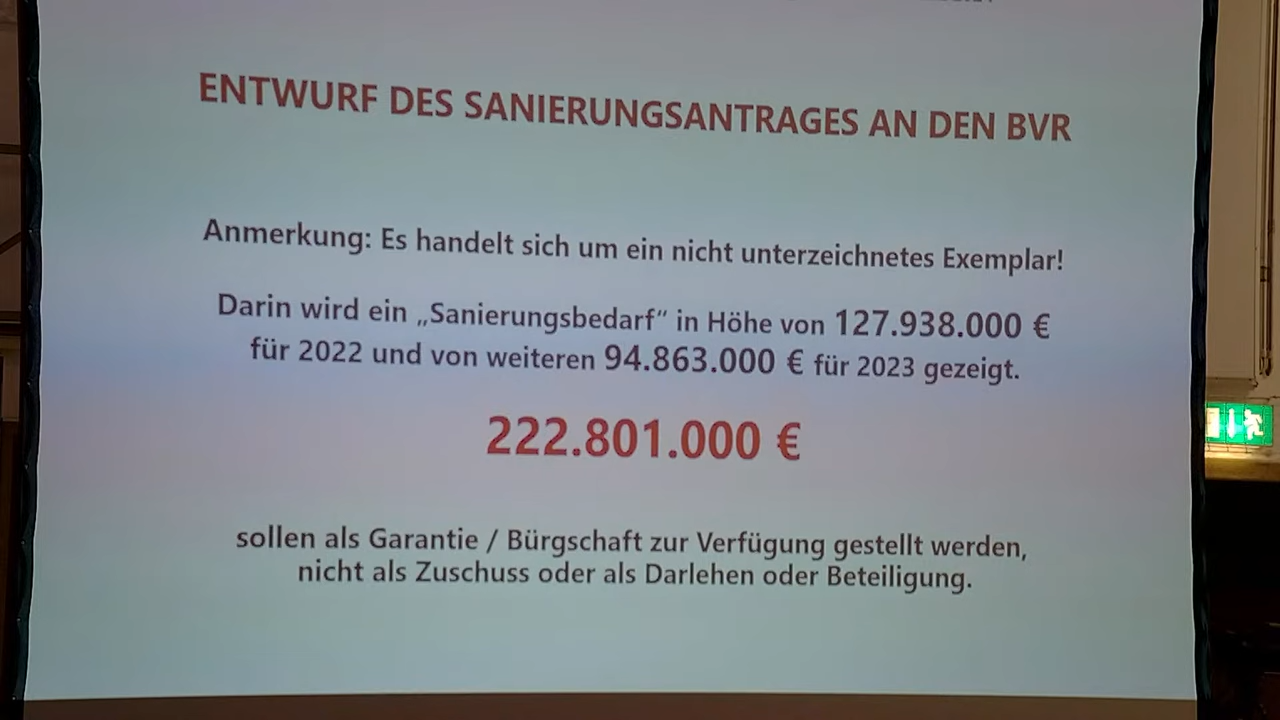 ENTWURF DES SANIERUNGSANTRAGES AN DEN BVR
Anmerkung: Es handelt sich um ein nicht unterzeichnetes Exemplar!
Darin wird ein „Sanierungsbedarf“ in Höhe von 127.938.000 €
für 2022 und von weiteren 94.863.000 € für 2023 gezeigt.
222.801.000 €
sollen als Garantie / Bürgschaft zur Verfügung gestellt werden,
nicht als Zuschuss oder als Darlehen oder Beteiligung.